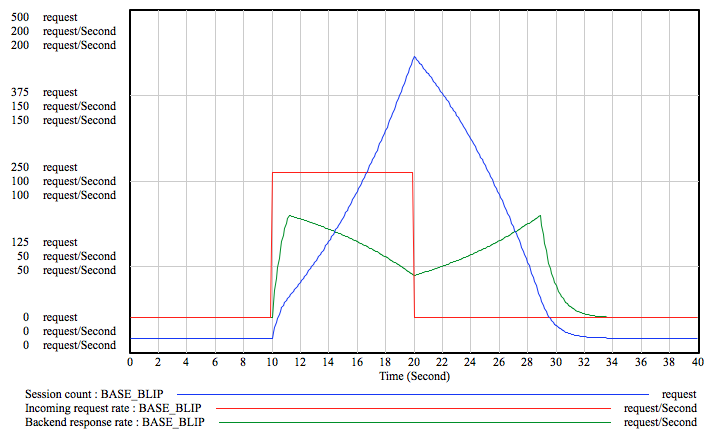 500 request
200 request/Second
200 request/Second
375 request
150 request/Second
150 request/Second
250 request
100 request/Second
100 request/Second
125 request
50 request/Second
50 request/Second
0 request
0 request/Second
0 request/Second
0 2 4 6 8 10 12 14 16 18 20 22 24 26 28 30 32 34 36 38 40
Time (Second)
Session count : BASE_BLIP request
Incoming request rate : BASE_BLIP request/Second
Backend response rate : BASE_BLIP request/Second